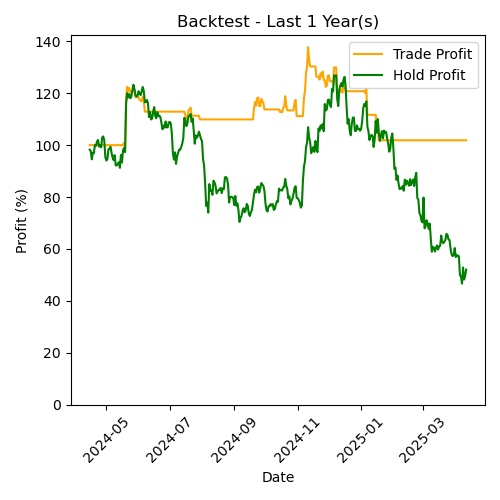 Backtest - Last 1 Year(s)
Trade Profit
Hold Profit
Profit (%)
140
120
100
80
60
40
20
0
2024-05
2024-07
2024-09
2024-11
2025-01
2025-03
Date